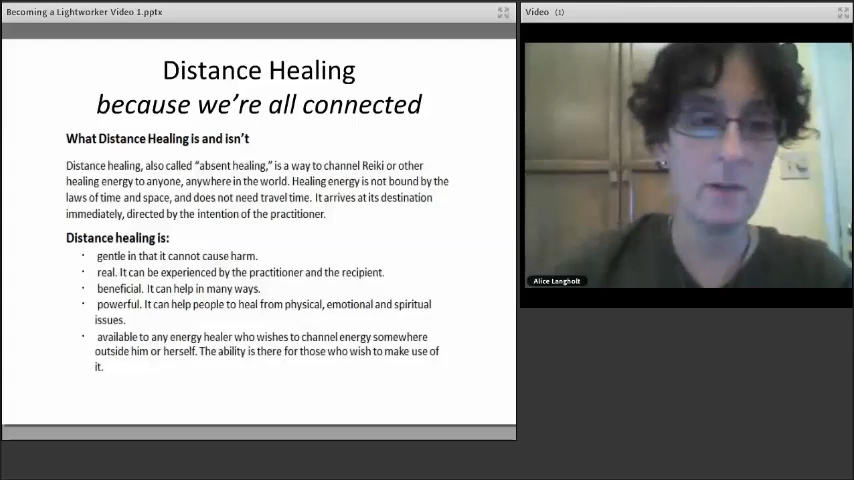 Becoming a Lightworker Video 1.pptx
Video (1)
Distance Healing
because we're all connected
What Distance Healing is and isn't
Distance healing, also called "absent healing," is a way to channel Reiki or other
healing energy to anyone, anywhere in the world. Healing energy is not bound by the
laws of time and space, and does not need travel time. It arrives at its destination
immediately, directed by the intention of the practitioner.
Distance healing is:
· gentle in that it cannot cause harm.
· real. It can be experienced by the practitioner and the recipient.
· beneficial. It can help in many ways.
· powerful. It can help people to heal from physical, emotional and spiritual
issues.
· available to any energy healer who wishes to channel energy somewhere
outside him or herself. The ability is there for those who wish to make use of
it.
Alice Langholt